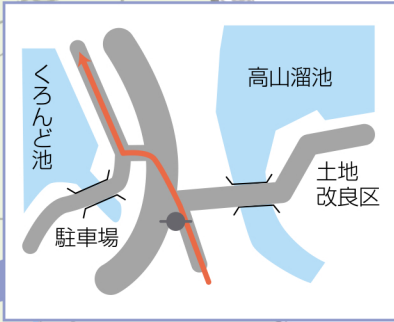 くろんど池
高山溜池
土地
改良区
駐車場